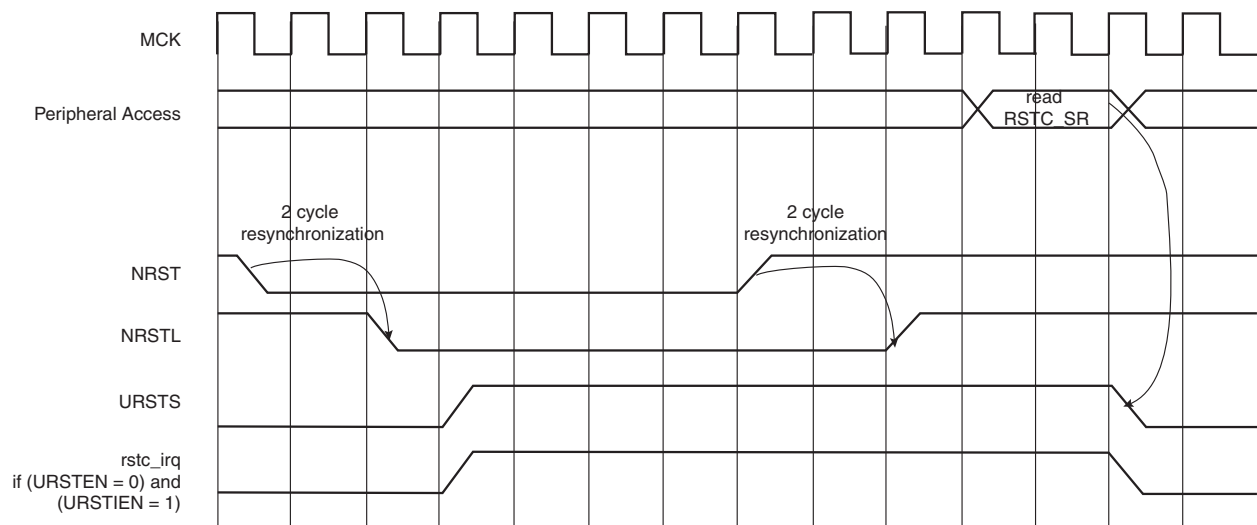 MCK
Peripheral Access
read
RSTC_SR
2 cycle
resynchronization
2 cycle
resynchronization
NRST
NRSTL
URSTS
rstc_irq
if (URSTEN = 0) and
(URSTIEN = 1)